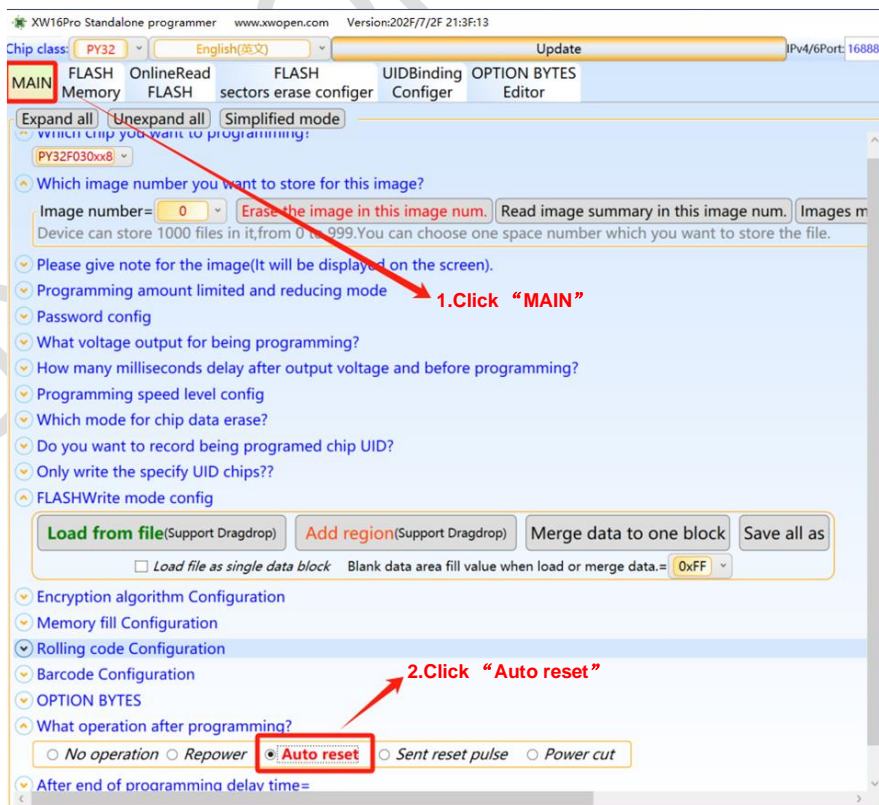 XW16Pro Standalone programmer www.xwopen.com Version:202F/7/2F 21:3F:13
Chip class: PY32 English(英文) Update IPv4/6Port: 16888
MAIN FLASH Memory OnlineRead FLASH FLASH sectors erase configer UIDBinding Configer OPTION BYTES Editor
Expand all Unexpand all Simplified mode
Which chip you want to programming?
PY32F030xx8
Which image number you want to store for this image?
Image number= 0 Erase the image in this image num. Read image summary in this image num. Images m
Device can store 1000 files in it,from 0 to 999.You can choose one space number which you want to store the file.
Please give note for the image(It will be displayed on the screen).
Programming amount limited and reducing mode
1.Click “MAIN”
Password config
What voltage output for being programming?
How many milliseconds delay after output voltage and before programming?
Programming speed level config
Which mode for chip data erase?
Do you want to record being programed chip UID?
Only write the specify UID chips??
FLASHWrite mode config
Load from file(Support Dragdrop) Add region(Support Dragdrop) Merge data to one block Save all as
Load file as single data block Blank data area fill value when load or merge data.= 0xFF
Encryption algorithm Configuration
Memory fill Configuration
Rolling code Configuration
Barcode Configuration
2.Click “Auto reset”
OPTION BYTES
What operation after programming?
No operation Repower Auto reset Sent reset pulse Power cut
After end of programming delay time=